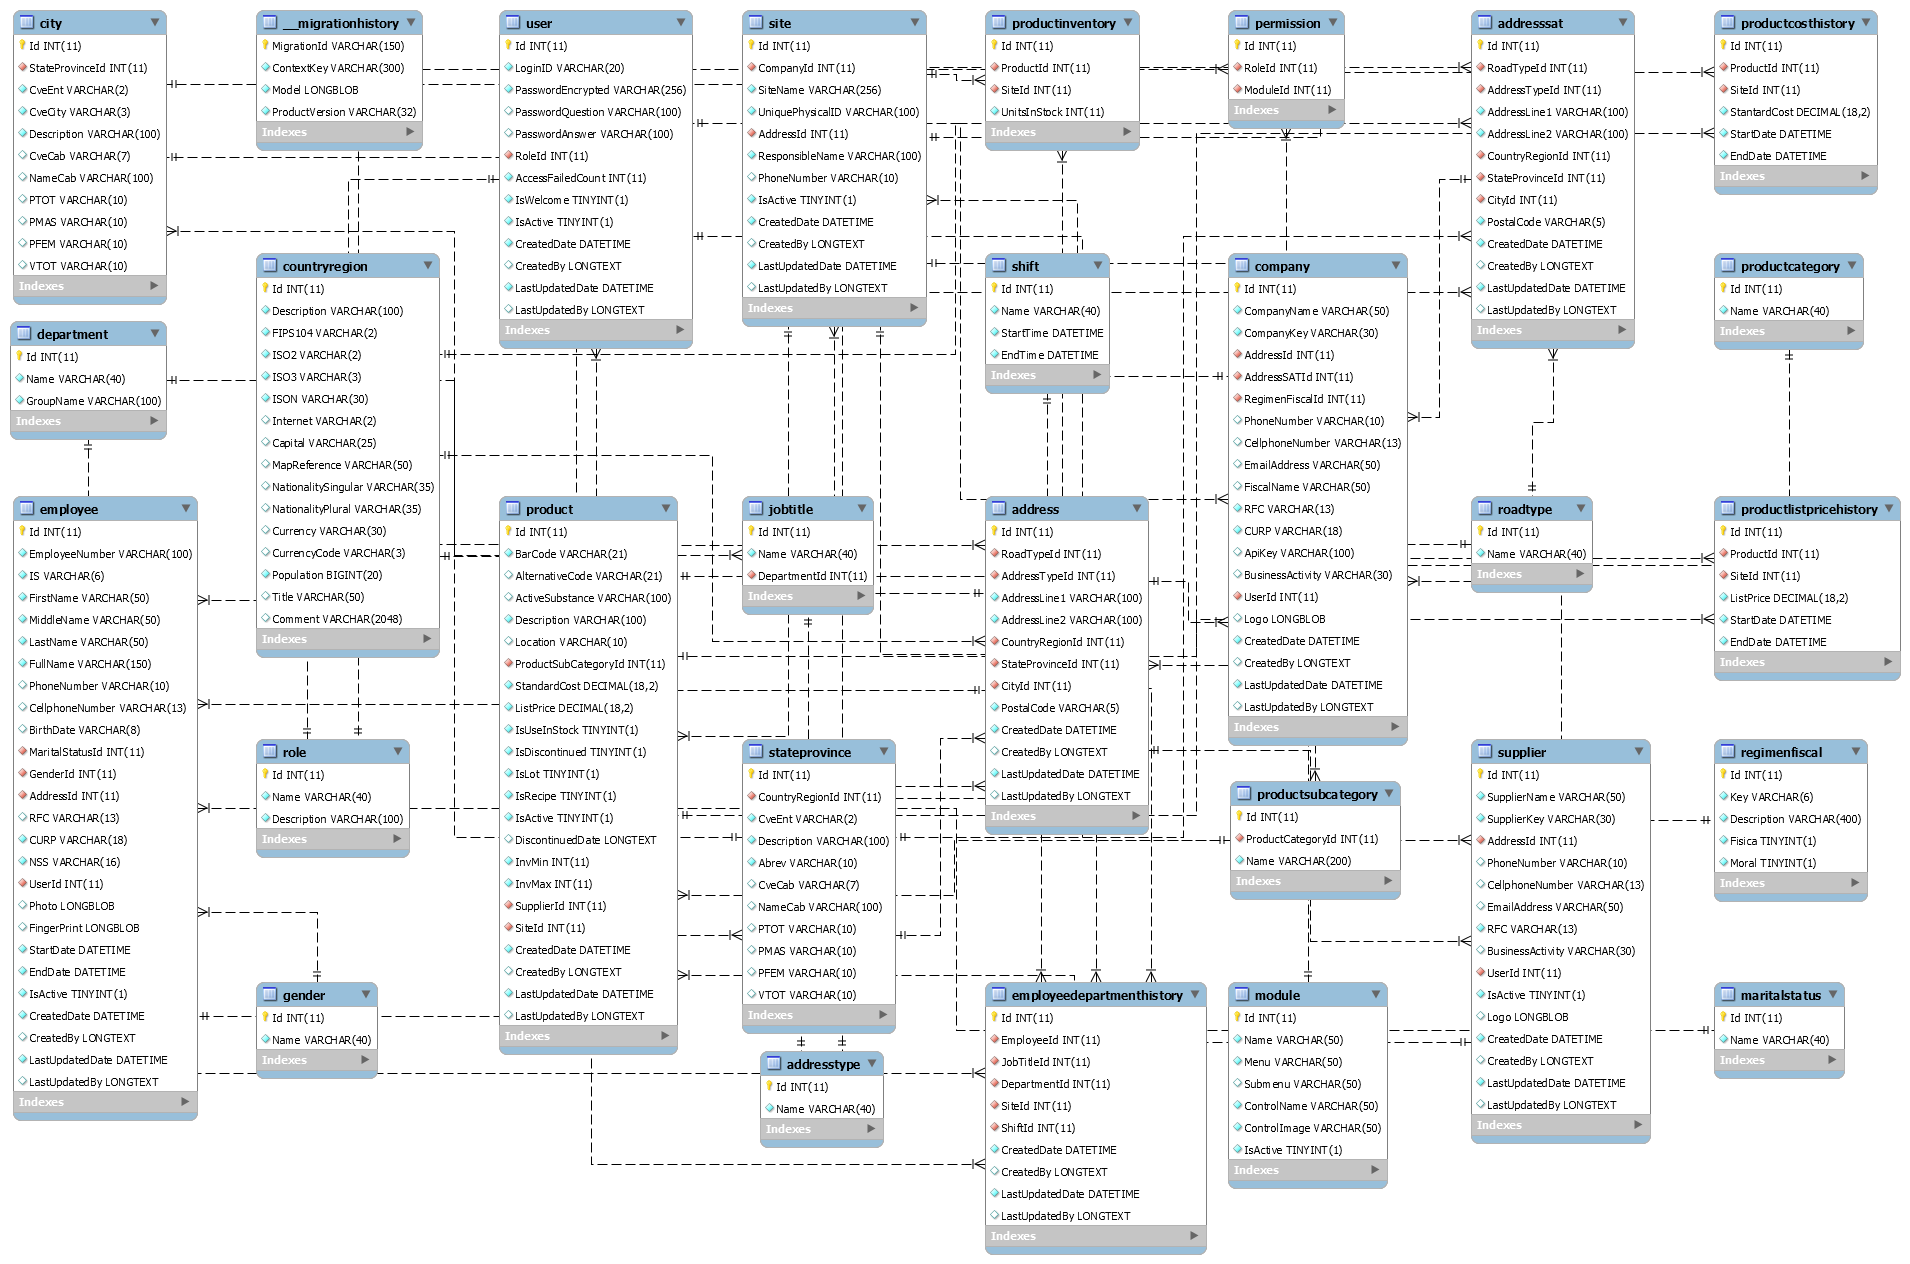 city
Id INT(11)
StateProvinceId INT(11)
CveEnt VARCHAR(2)
CveCity VARCHAR(3)
Description VARCHAR(100)
CveCab VARCHAR(7)
NameCab VARCHAR(100)
PTOT VARCHAR(10)
PMAS VARCHAR(10)
PFEM VARCHAR(10)
VTOT VARCHAR(10)
Indexes
__migrationhistory
MigrationId VARCHAR(150)
ContextKey VARCHAR(300)
Model LONGBLOB
ProductVersion VARCHAR(32)
Indexes
user
Id INT(11)
LoginID VARCHAR(20)
PasswordEncrypted VARCHAR(256)
PasswordQuestion VARCHAR(100)
PasswordAnswer VARCHAR(100)
RoleId INT(11)
AccessFailedCount INT(11)
IsWelcome TINYINT(1)
IsActive TINYINT(1)
CreatedDate DATETIME
CreatedBy LONGTEXT
LastUpdatedDate DATETIME
LastUpdatedBy LONGTEXT
Indexes
site
Id INT(11)
CompanyId INT(11)
SiteName VARCHAR(256)
UniquePhysicalID VARCHAR(100)
AddressId INT(11)
ResponsibleName VARCHAR(100)
PhoneNumber VARCHAR(10)
IsActive TINYINT(1)
CreatedDate DATETIME
CreatedBy LONGTEXT
LastUpdatedDate DATETIME
LastUpdatedBy LONGTEXT
Indexes
productinventory
Id INT(11)
ProductId INT(11)
SiteId INT(11)
UnitsInStock INT(11)
Indexes
permission
Id INT(11)
RoleId INT(11)
ModuleId INT(11)
Indexes
addresssat
Id INT(11)
RoadTypeId INT(11)
AddressTypeId INT(11)
AddressLine1 VARCHAR(100)
AddressLine2 VARCHAR(100)
CountryRegionId INT(11)
StateProvinceId INT(11)
CityId INT(11)
PostalCode VARCHAR(5)
CreatedDate DATETIME
CreatedBy LONGTEXT
LastUpdatedDate DATETIME
LastUpdatedBy LONGTEXT
Indexes
productcosthistory
Id INT(11)
ProductId INT(11)
SiteId INT(11)
StantardCost DECIMAL(18,2)
StartDate DATETIME
EndDate DATETIME
Indexes
department
Id INT(11)
Name VARCHAR(40)
GroupName VARCHAR(100)
Indexes
countryregion
Id INT(11)
Description VARCHAR(100)
FIPS104 VARCHAR(2)
ISO2 VARCHAR(2)
ISO3 VARCHAR(3)
ISON VARCHAR(30)
Internet VARCHAR(2)
Capital VARCHAR(25)
MapReference VARCHAR(50)
NationalitySingular VARCHAR(35)
NationalityPlural VARCHAR(35)
Currency VARCHAR(30)
CurrencyCode VARCHAR(3)
Population BIGINT(20)
Title VARCHAR(50)
Comment VARCHAR(2048)
Indexes
shift
Id INT(11)
Name VARCHAR(40)
StartTime DATETIME
EndTime DATETIME
Indexes
company
Id INT(11)
CompanyName VARCHAR(50)
CompanyKey VARCHAR(30)
AddressId INT(11)
AddressSATId INT(11)
RegimenFiscalId INT(11)
PhoneNumber VARCHAR(10)
CellphoneNumber VARCHAR(13)
EmailAddress VARCHAR(50)
FiscalName VARCHAR(50)
RFC VARCHAR(13)
CURP VARCHAR(18)
ApiKey VARCHAR(100)
BusinessActivity VARCHAR(30)
UserId INT(11)
Logo LONGBLOB
CreatedDate DATETIME
CreatedBy LONGTEXT
LastUpdatedDate DATETIME
LastUpdatedBy LONGTEXT
Indexes
productcategory
Id INT(11)
Name VARCHAR(40)
Indexes
employee
Id INT(11)
EmployeeNumber VARCHAR(100)
IS VARCHAR(6)
FirstName VARCHAR(50)
MiddleName VARCHAR(50)
LastName VARCHAR(50)
FullName VARCHAR(150)
PhoneNumber VARCHAR(10)
CellphoneNumber VARCHAR(13)
BirthDate VARCHAR(8)
MaritalStatusId INT(11)
GenderId INT(11)
AddressId INT(11)
RFC VARCHAR(13)
CURP VARCHAR(18)
NSS VARCHAR(16)
UserId INT(11)
Photo LONGBLOB
FingerPrint LONGBLOB
StartDate DATETIME
EndDate DATETIME
IsActive TINYINT(1)
CreatedDate DATETIME
CreatedBy LONGTEXT
LastUpdatedDate DATETIME
LastUpdatedBy LONGTEXT
Indexes
product
Id INT(11)
BarCode VARCHAR(21)
AlternativeCode VARCHAR(21)
ActiveSubstance VARCHAR(100)
Description VARCHAR(100)
Location VARCHAR(10)
ProductSubCategoryId INT(11)
StandardCost DECIMAL(18,2)
ListPrice DECIMAL(18,2)
IsUseInStock TINYINT(1)
IsDiscontinued TINYINT(1)
IsLot TINYINT(1)
IsRecipe TINYINT(1)
IsActive TINYINT(1)
DiscontinuedDate LONGTEXT
InvMin INT(11)
InvMax INT(11)
SupplierId INT(11)
SiteId INT(11)
CreatedDate DATETIME
CreatedBy LONGTEXT
LastUpdatedDate DATETIME
LastUpdatedBy LONGTEXT
Indexes
jobtitle
Id INT(11)
Name VARCHAR(40)
DepartmentId INT(11)
Indexes
address
Id INT(11)
RoadTypeId INT(11)
AddressTypeId INT(11)
AddressLine1 VARCHAR(100)
AddressLine2 VARCHAR(100)
CountryRegionId INT(11)
StateProvinceId INT(11)
CityId INT(11)
PostalCode VARCHAR(5)
CreatedDate DATETIME
CreatedBy LONGTEXT
LastUpdatedDate DATETIME
LastUpdatedBy LONGTEXT
Indexes
roadtype
Id INT(11)
Name VARCHAR(40)
Indexes
productlistpricehistory
Id INT(11)
ProductId INT(11)
SiteId INT(11)
ListPrice DECIMAL(18,2)
StartDate DATETIME
EndDate DATETIME
Indexes
role
Id INT(11)
Name VARCHAR(40)
Description VARCHAR(100)
Indexes
stateprovince
Id INT(11)
CountryRegionId INT(11)
CveEnt VARCHAR(2)
Description VARCHAR(100)
Abrev VARCHAR(10)
CveCab VARCHAR(7)
NameCab VARCHAR(100)
PTOT VARCHAR(10)
PMAS VARCHAR(10)
PFEM VARCHAR(10)
VTOT VARCHAR(10)
Indexes
productsubcategory
Id INT(11)
ProductCategoryId INT(11)
Name VARCHAR(200)
Indexes
supplier
Id INT(11)
SupplierName VARCHAR(50)
SupplierKey VARCHAR(30)
AddressId INT(11)
PhoneNumber VARCHAR(10)
CellphoneNumber VARCHAR(13)
EmailAddress VARCHAR(50)
RFC VARCHAR(13)
BusinessActivity VARCHAR(30)
UserId INT(11)
IsActive TINYINT(1)
Logo LONGBLOB
CreatedDate DATETIME
CreatedBy LONGTEXT
LastUpdatedDate DATETIME
LastUpdatedBy LONGTEXT
Indexes
regimenfiscal
Id INT(11)
Key VARCHAR(6)
Description VARCHAR(400)
Fisica TINYINT(1)
Moral TINYINT(1)
Indexes
gender
Id INT(11)
Name VARCHAR(40)
Indexes
addresstype
Id INT(11)
Name VARCHAR(40)
Indexes
employeedepartmenthistory
Id INT(11)
EmployeeId INT(11)
JobTitleId INT(11)
DepartmentId INT(11)
SiteId INT(11)
ShiftId INT(11)
CreatedDate DATETIME
CreatedBy LONGTEXT
LastUpdatedDate DATETIME
LastUpdatedBy LONGTEXT
Indexes
module
Id INT(11)
Name VARCHAR(50)
Menu VARCHAR(50)
Submenu VARCHAR(50)
ControlName VARCHAR(50)
ControlImage VARCHAR(50)
IsActive TINYINT(1)
Indexes
maritalstatus
Id INT(11)
Name VARCHAR(40)
Indexes